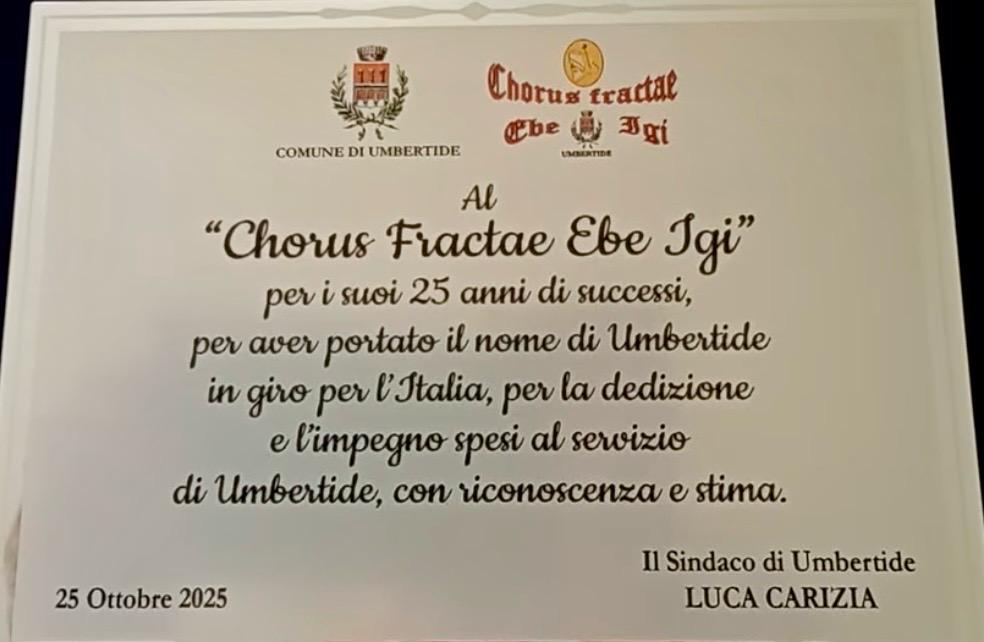 COMUNE DI UMBERTIDE
Chorus fractae
Ebe Igi
UMBERTIDE
Al
“Chorus Fractae Ebe Igi”
per i suoi 25 anni di successi,
per aver portato il nome di Umbertide
in giro per l'Italia, per la dedizione
e l'impegno spesi al servizio
di Umbertide, con riconoscenza e stima.
Il Sindaco di Umbertide
25 Ottobre 2025 LUCA CARIZIA